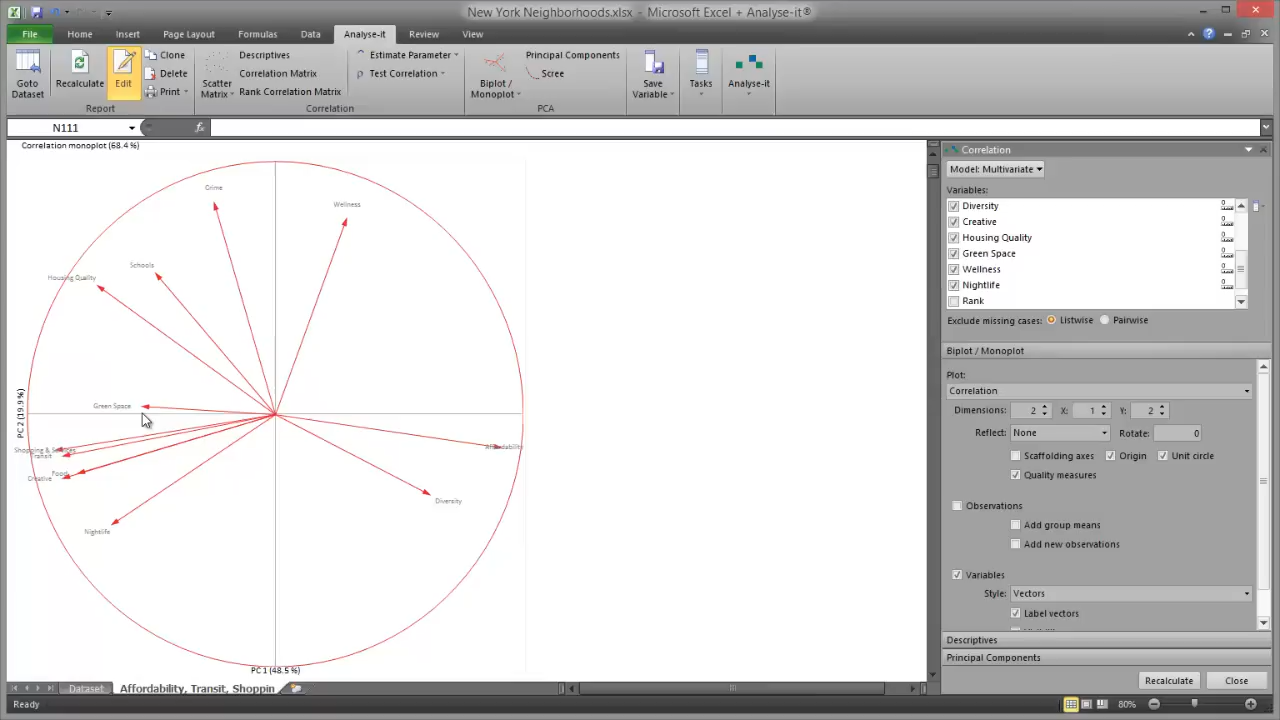 New York Neighborhoods.xlsx - Microsoft Excel + Analyse-it®
File Home Insert Page Layout Formulas Data Analyse-it Review View
Goto Dataset
Recalculate
Edit
Clone
Delete
Print
Report
Scatter Matrix
Descriptives
Correlation Matrix
Rank Correlation Matrix
Estimate Parameter
ρ Test Correlation
Correlation
Biplot / Monoplot
Principal Components
Scree
PCA
Save Variable
Tasks
Analyse-it
N111
fx
Correlation monoplot (68.4 %)
Crime
Wellness
Schools
Housing Quality
Green Space
Shopping & Services
Transit
Food
Creative
Nightlife
Affordability
Diversity
PC 2 (19.9 %)
PC 1 (48.5 %)
Correlation
Model: Multivariate
Variables:
Diversity
Creative
Housing Quality
Green Space
Wellness
Nightlife
Rank
Exclude missing cases: Listwise Pairwise
Biplot / Monoplot
Plot:
Correlation
Dimensions: 2 X: 1 Y: 2
Reflect: None Rotate: 0
Scaffolding axes Origin Unit circle
Quality measures
Observations
Add group means
Add new observations
Variables
Style: Vectors
Label vectors
Descriptives
Principal Components
Recalculate Close
Dataset Affordability, Transit, Shoppin
Ready 80%